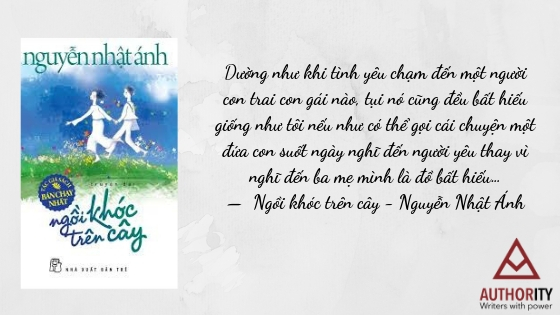 nguyễn nhật ánh
truyện dài
CÁC GIẢ SÁCH
BÁN CHẠY
NHẤT
ngồi khóc
trên cây
NHÀ XUẤT BẢN TRẺ
Dường như khi tình yêu chạm đến một người
con trai con gái nào, tụi nó cũng đều bất hiếu
giống như tôi nếu như có thể gọi cái chuyện một
đứa con suốt ngày nghĩ đến người yêu thay vì
nghĩ đến ba mẹ mình là đồ bất hiếu....
— Ngồi khóc trên cây - Nguyễn Nhật Ánh
AUTHORITY
Writers with power